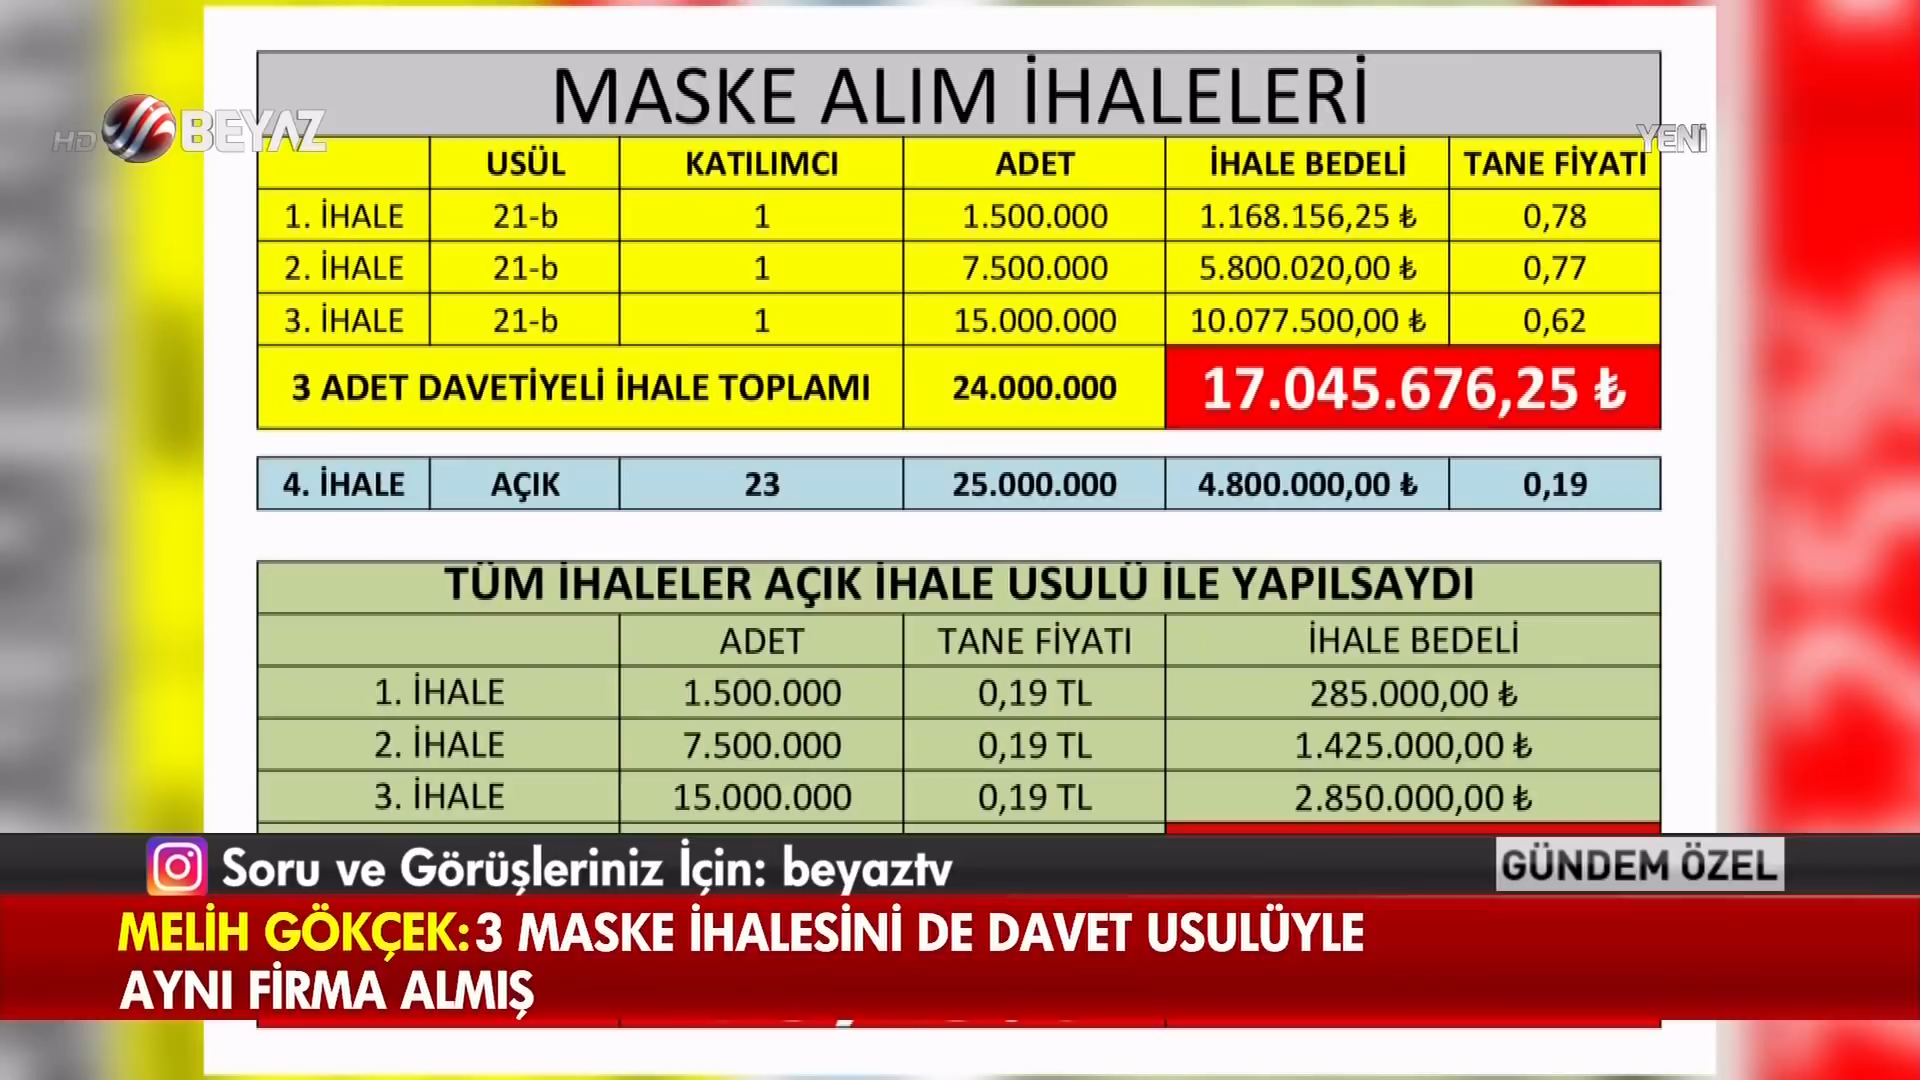 MASKE ALIM İHALELERİ
HD BEYAZ
YENİ
USÜL KATILIMCI ADET İHALE BEDELİ TANE FİYATI
1. İHALE 21-b 1 1.500.000 1.168.156,25 ₺ 0,78
2. İHALE 21-b 1 7.500.000 5.800.020,00 ₺ 0,77
3. İHALE 21-b 1 15.000.000 10.077.500,00 ₺ 0,62
3 ADET DAVETİYELİ İHALE TOPLAMI 24.000.000 17.045.676,25 ₺
4. İHALE AÇIK 23 25.000.000 4.800.000,00 ₺ 0,19
TÜM İHALELER AÇIK İHALE USULÜ İLE YAPILSAYDI
ADET TANE FİYATI İHALE BEDELİ
1. İHALE 1.500.000 0,19 TL 285.000,00 ₺
2. İHALE 7.500.000 0,19 TL 1.425.000,00 ₺
3. İHALE 15.000.000 0,19 TL 2.850.000,00 ₺
Soru ve Görüşleriniz İçin: beyaztv
GÜNDEM ÖZEL
MELİH GÖKÇEK: 3 MASKE İHALESİNİ DE DAVET USULÜYLE
AYNI FİRMA ALMIŞ